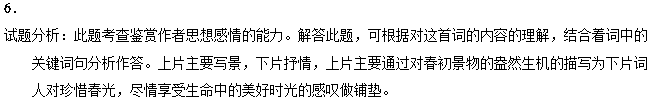 6．
试题分析：此题考查鉴赏作者思想感情的能力。解答此题，可根据对这首词的内容的理解，结合着词中的
关键词句分析作答。上片主要写景，下片抒情，上片主要通过对春初景物的盎然生机的描写为下片词
人对珍惜春光，尽情享受生命中的美好时光的感叹做铺垫。